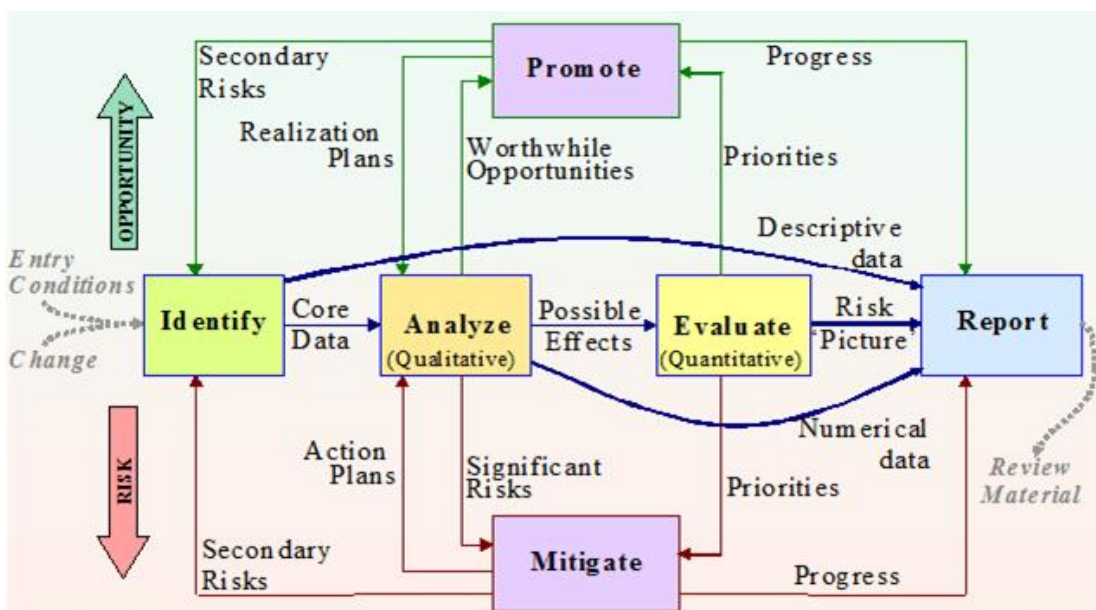 Secondary
Risks
Promote
Progress
Realization
Plans
Worthwhile
Opportunities
Priorities
OPPORTUNITY
Descriptive
data
Entry
Conditions
Change
Identify
Core
Data
Analyze
(Qualitative)
Possible
Effects
Evaluate
(Quantitative)
Risk
"Picture"
Report
Numerical
data
Review
Material
RISK
Action
Plans
Significant
Risks
Priorities
Secondary
Risks
Mitigate
Progress